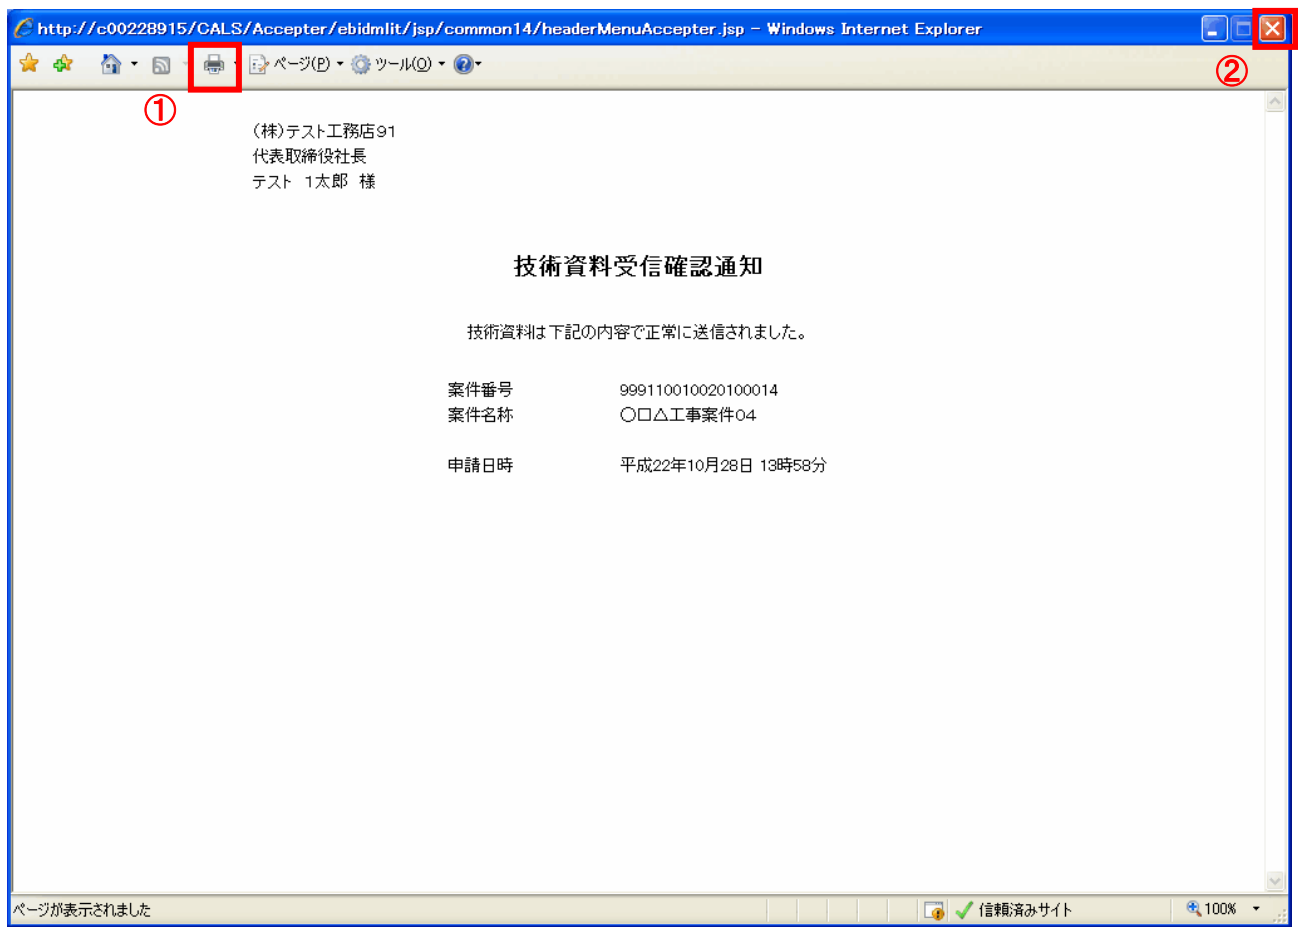 http://c00228915/CALS/Accepter/ebidmlit/jsp/common14/headerMenuAccepter.jsp - Windows Internet Explorer
ページ(P) ツール(O)
①
②
(株)テスト工務店91
代表取締役社長
テスト 1太郎 様
技術資料受信確認通知
技術資料は下記の内容で正常に送信されました。
案件番号 999110010020100014
案件名称 〇口△工事案件04
申請日時 平成22年10月28日 13時58分
ページが表示されました 信頼済みサイト 100%